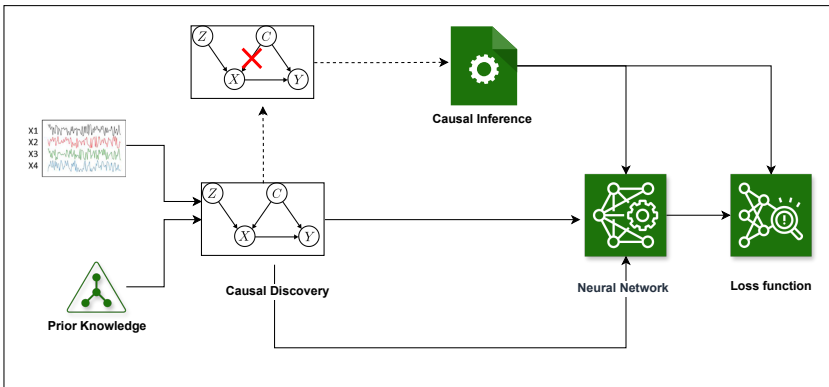 Z C
X Y
Causal Inference
X1
X2
X3
X4
Z C
X Y
Causal Discovery
Neural Network
Loss function
Prior Knowledge